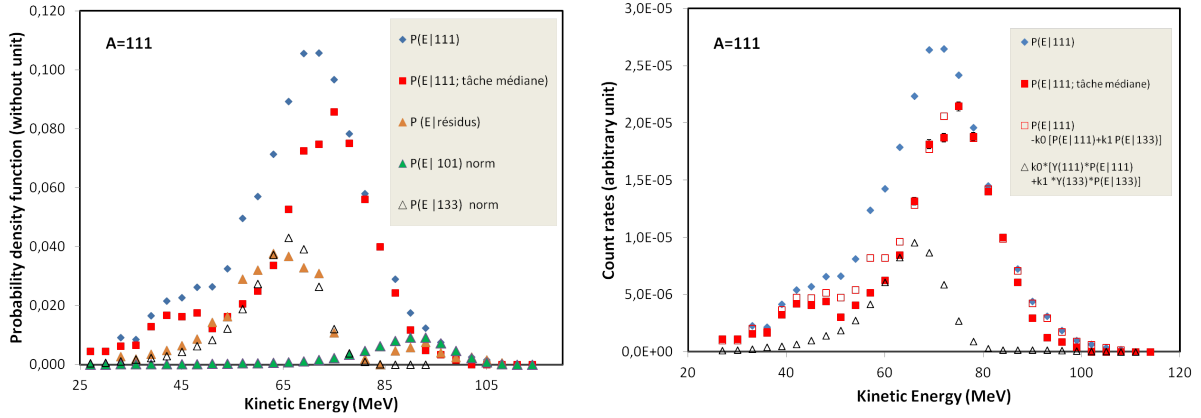 Probability density function (without unit)
0,120
0,100
0,080
0,060
0,040
0,020
0,000
A=111
P(E|111)
P(E|111; tâche médiane)
P (E|résidus)
P(E| 101) norm
P(E |133) norm
25
45
65
85
105
Kinetic Energy (MeV)
Count rates (arbitrary unit)
3,0E-05
2,5E-05
2,0E-05
1,5E-05
1,0E-05
5,0E-06
0,0E+00
A=111
P(E|111)
P(E|111; tâche médiane)
P(E|111)
-k0 [P(E|111)+k1 P(E|133)]
k0*[Y(111)*P(E|111)
+k1 *Y(133)*P(E|133)]
20
40
60
80
100
120
Kinetic Energy (MeV)